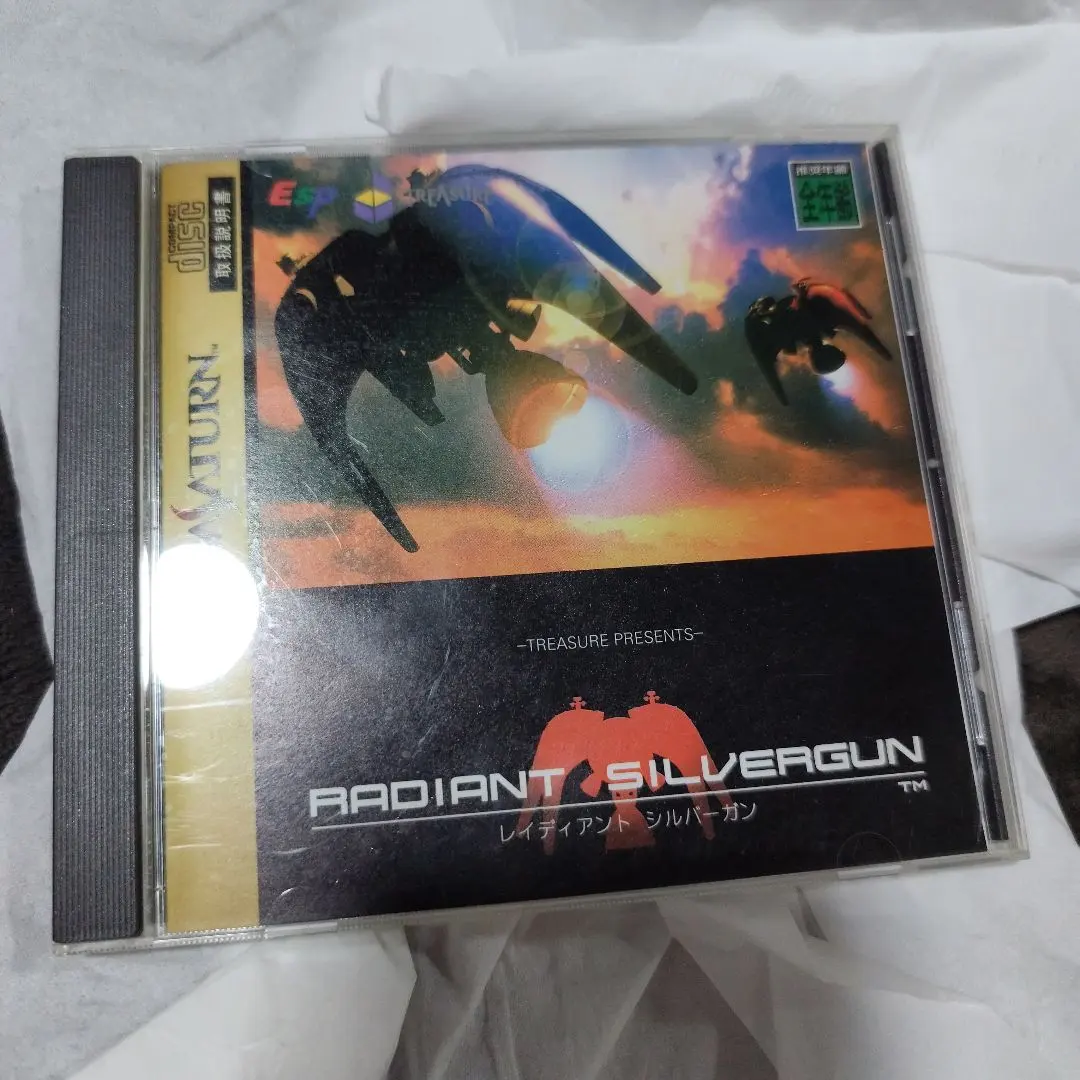 COMPACT
disc
取扱説明書
SATURN™
ESP
TREASURE
推奨年齢
全年齢
–TREASURE PRESENTS–
RADIANT SILVERGUN
TM
レイディアント シルバーガン